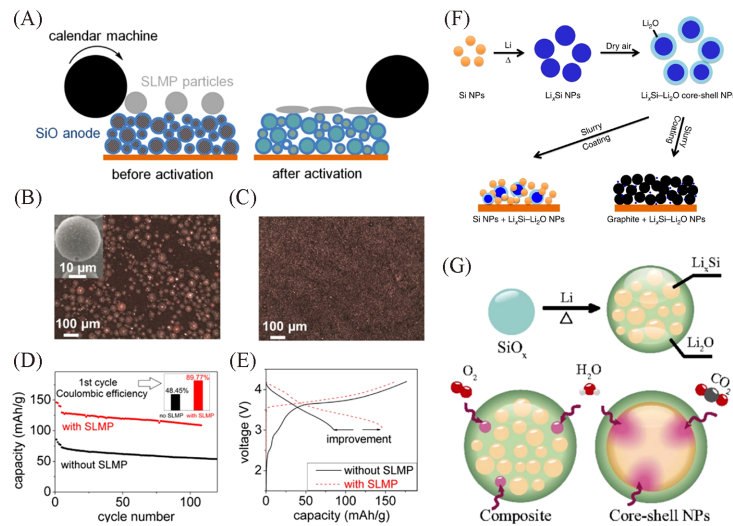 (A)
calendar machine
SLMP particles
SiO anode
before activation
after activation
(B)
10 µm
100 µm
(C)
100 µm
(D)
1st cycle
Coulombic efficiency
89.77%
48.45%
no SLMP
with SLMP
with SLMP
without SLMP
150
100
50
0
0
50
100
capacity (mAh/g)
cycle number
(E)
improvement
without SLMP
with SLMP
4
3
2
0
50
100
150
200
voltage (V)
capacity (mAh/g)
(F)
Li₂O
Li
Δ
Dry air
Si NPs
LiₓSi NPs
LiₓSi–Li₂O core-shell NPs
Slurry
Coating
Slurry
Coating
Si NPs + LiₓSi–Li₂O NPs
Graphite + LiₓSi–Li₂O NPs
(G)
LiₓSi
Li
Δ
SiOₓ
Li₂O
O₂
H₂O
CO₂
Composite
Core-shell NPs